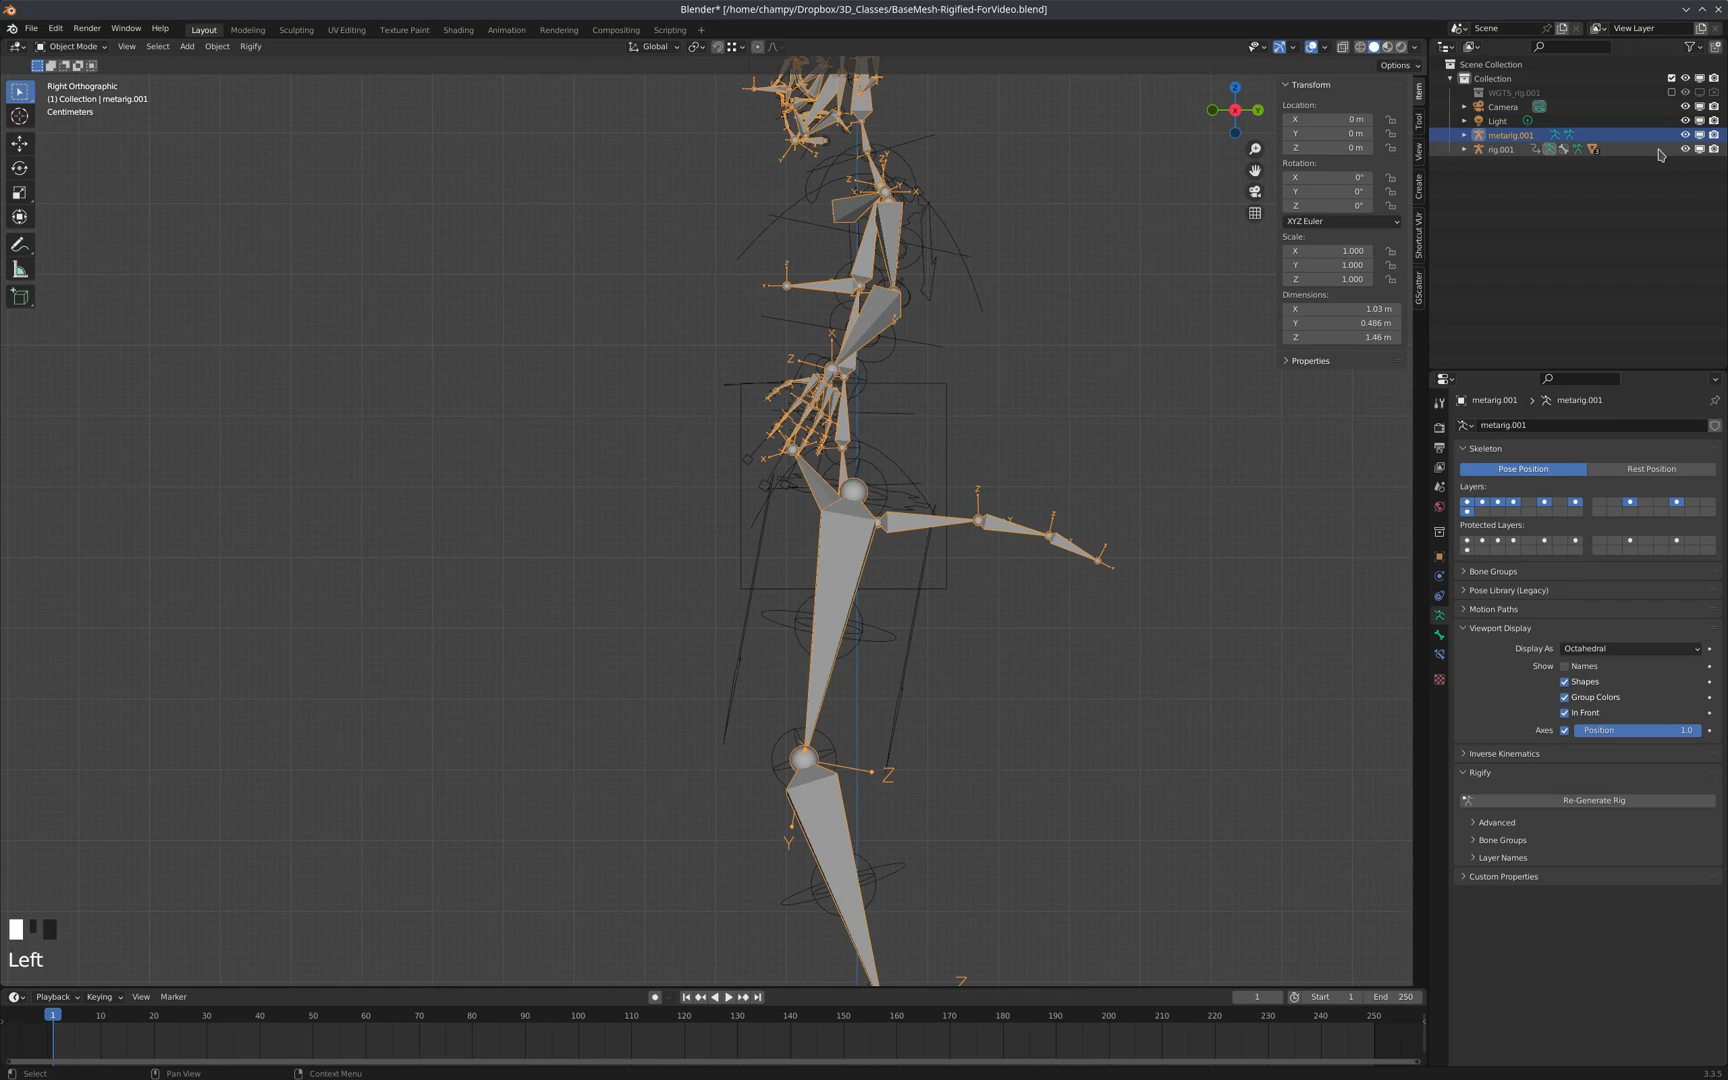 Blender* [/home/champy/Dropbox/3D_Classes/BaseMesh-Rigified-ForVideo.blend]
File Edit Render Window Help Layout Modeling Sculpting UV Editing Texture Paint Shading Animation Rendering Compositing Scripting + Scene View Layer
Object Mode View Select Add Object Rigify Global
Options
Right Orthographic
(1) Collection | metarig.001
Centimeters
Transform
Location:
X 0 m
Y 0 m
Z 0 m
Rotation:
X 0°
Y 0°
Z 0°
XYZ Euler
Scale:
X 1.000
Y 1.000
Z 1.000
Dimensions:
X 1.03 m
Y 0.486 m
Z 1.46 m
Properties
Item
Tool
View
Create
Shortcut VUr
GScatter
Scene Collection
Collection
WGTS_rig.001
Camera
Light
metarig.001
rig.001
metarig.001 > metarig.001
metarig.001
Skeleton
Pose Position Rest Position
Layers:
Protected Layers:
Bone Groups
Pose Library (Legacy)
Motion Paths
Viewport Display
Display As Octahedral
Show Names
Shapes
Group Colors
In Front
Axes Position 1.0
Inverse Kinematics
Rigify
Re-Generate Rig
Advanced
Bone Groups
Layer Names
Custom Properties
Left
Playback Keying View Marker 1 Start 1 End 250
1 10 20 30 40 50 60 70 80 90 100 110 120 130 140 150 160 170 180 190 200 210 220 230 240 250
Select Pan View Context Menu 3.3.5